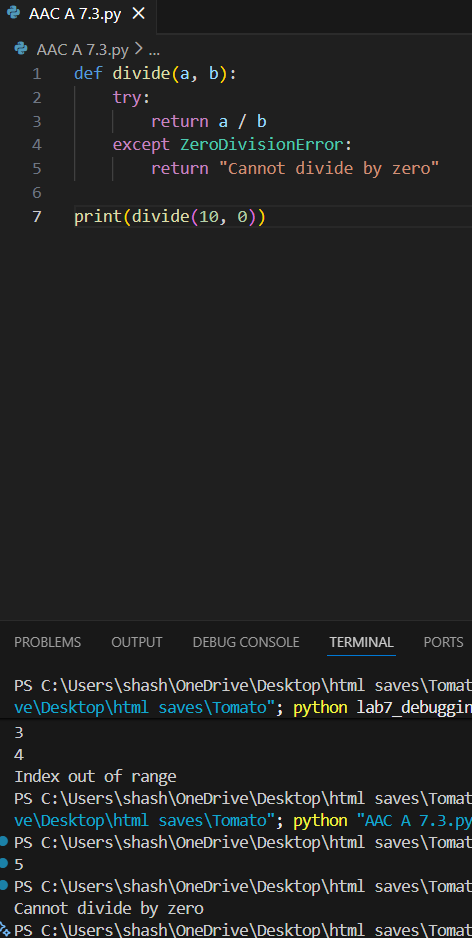 AAC A 7.3.py ×
AAC A 7.3.py > ...
1 def divide(a, b):
2     try:
3         return a / b
4     except ZeroDivisionError:
5         return "Cannot divide by zero"
6
7 print(divide(10, 0))
PROBLEMS OUTPUT DEBUG CONSOLE TERMINAL PORTS
PS C:\Users\shash\OneDrive\Desktop\html saves\Tomat
ve\Desktop\html saves\Tomato"; python lab7_debuggin
3
4
Index out of range
PS C:\Users\shash\OneDrive\Desktop\html saves\Tomat
ve\Desktop\html saves\Tomato"; python "AAC A 7.3.py
PS C:\Users\shash\OneDrive\Desktop\html saves\Tomat
5
PS C:\Users\shash\OneDrive\Desktop\html saves\Tomat
Cannot divide by zero
PS C:\Users\shash\OneDrive\Desktop\html saves\Tomat